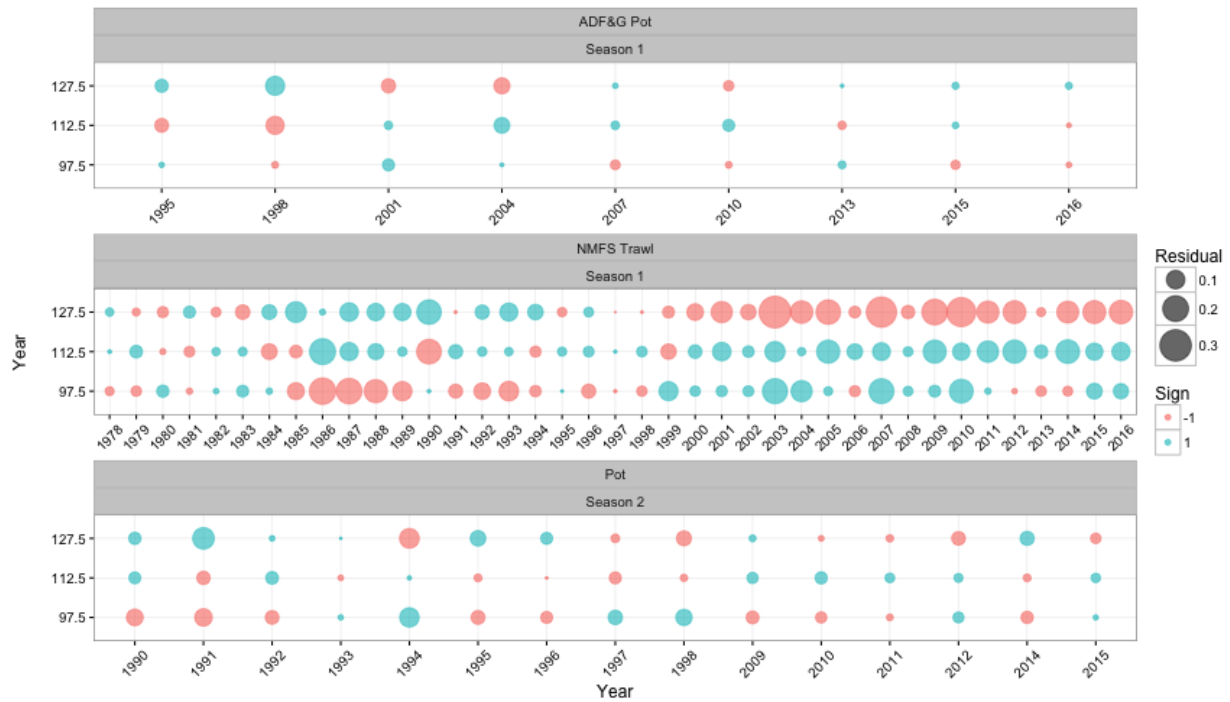 ADF&G Pot
Season 1
127.5
112.5
97.5
1995 1998 2001 2004 2007 2010 2013 2015 2016
NMFS Trawl
Season 1
127.5
112.5
97.5
1978 1979 1980 1981 1982 1983 1984 1985 1986 1987 1988 1989 1990 1991 1992 1993 1994 1995 1996 1997 1998 1999 2000 2001 2002 2003 2004 2005 2006 2007 2008 2009 2010 2011 2012 2013 2014 2015 2016
Year
Pot
Season 2
127.5
112.5
97.5
1990 1991 1992 1993 1994 1995 1996 1997 1998 2009 2010 2011 2012 2014 2015
Year
Residual
0.1
0.2
0.3
Sign
-1
1